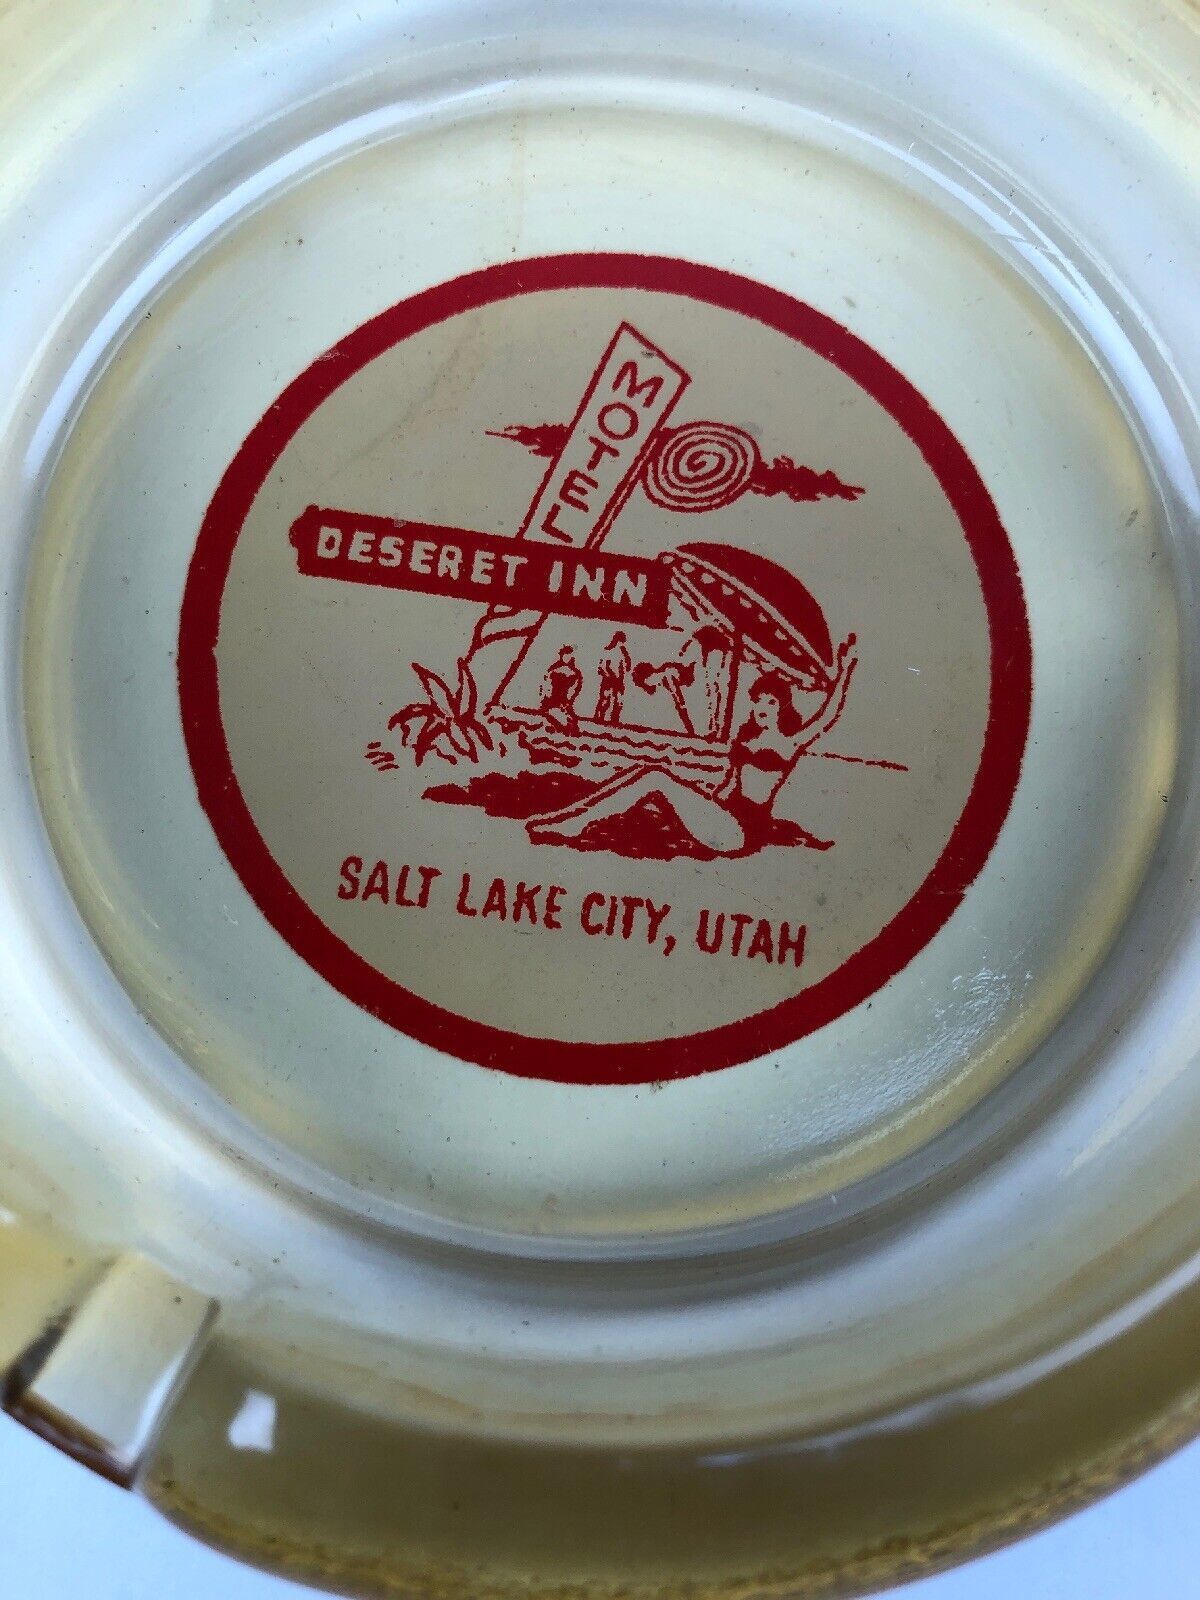 MOTEL
DESERET INN
SALT LAKE CITY, UTAH